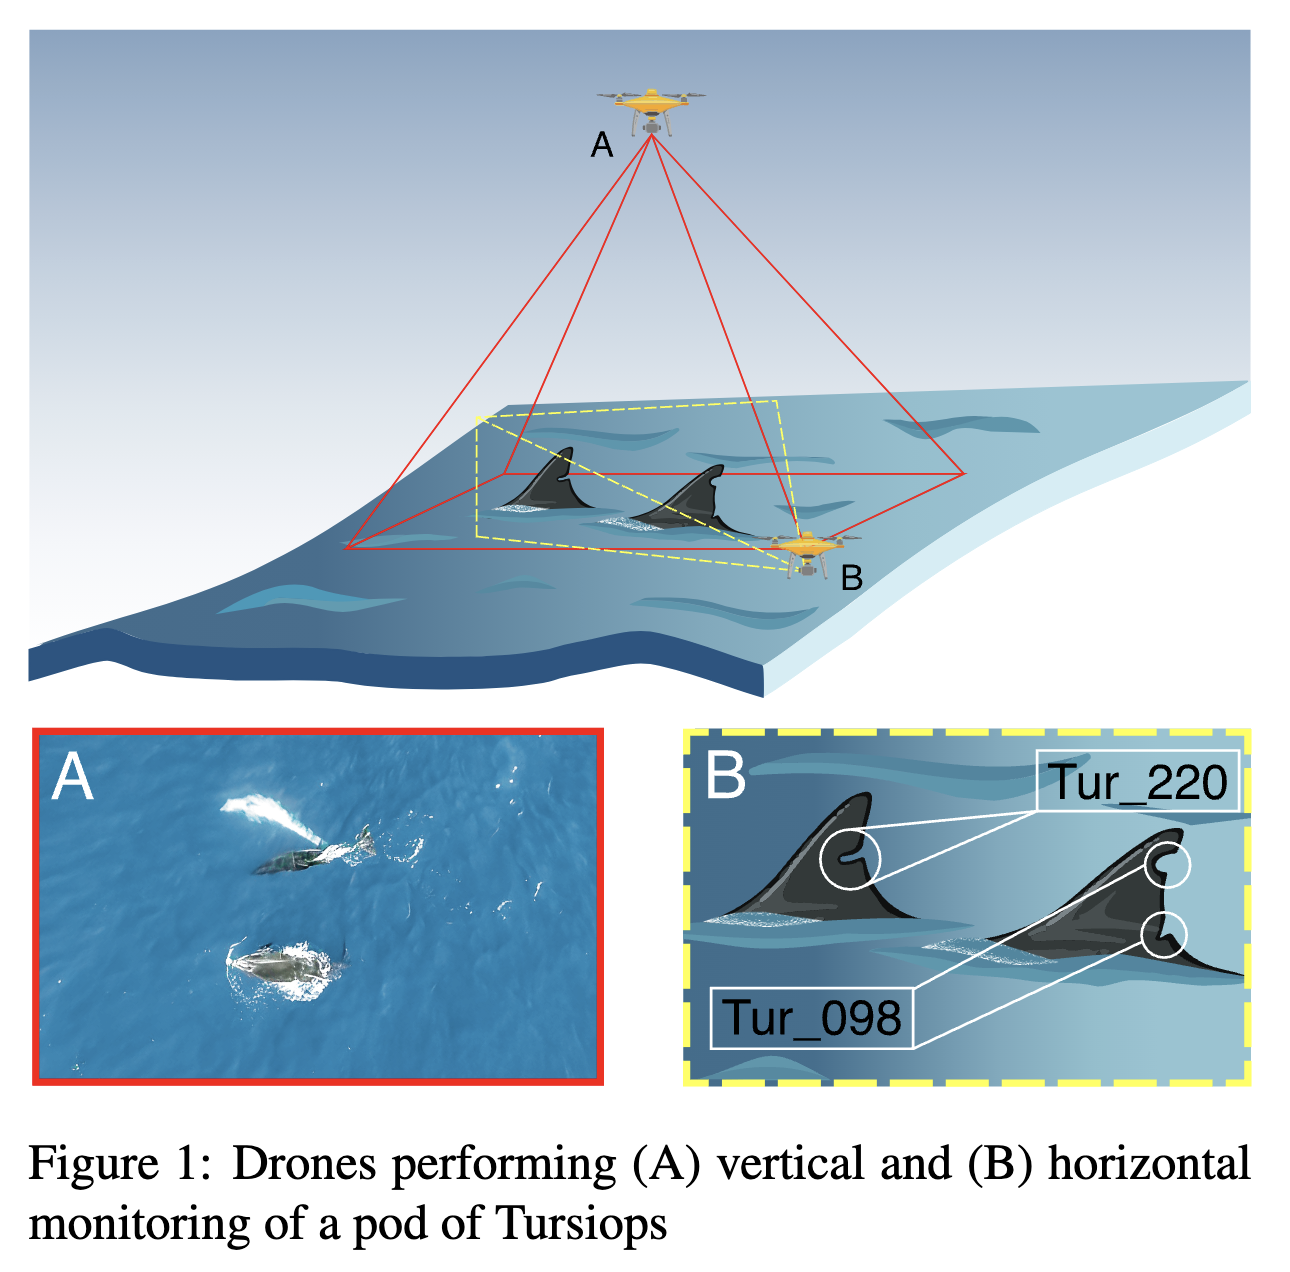 A
B
A
B
Tur_220
Tur_098
Figure 1: Drones performing (A) vertical and (B) horizontal
monitoring of a pod of Tursiops